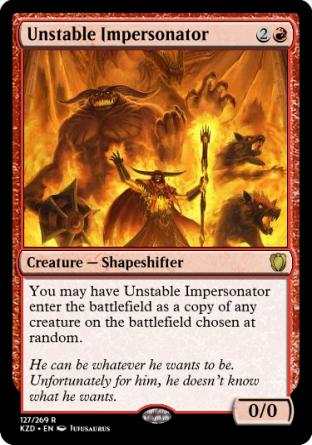 Unstable Impersonator 2
Creature — Shapeshifter
You may have Unstable Impersonator
enter the battlefield as a copy of any
creature on the battlefield chosen at
random.
He can be whatever he wants to be.
Unfortunately for him, he doesn't know
what he wants.
0/0
127/269 R
KZD • EN JUJUSAURUS